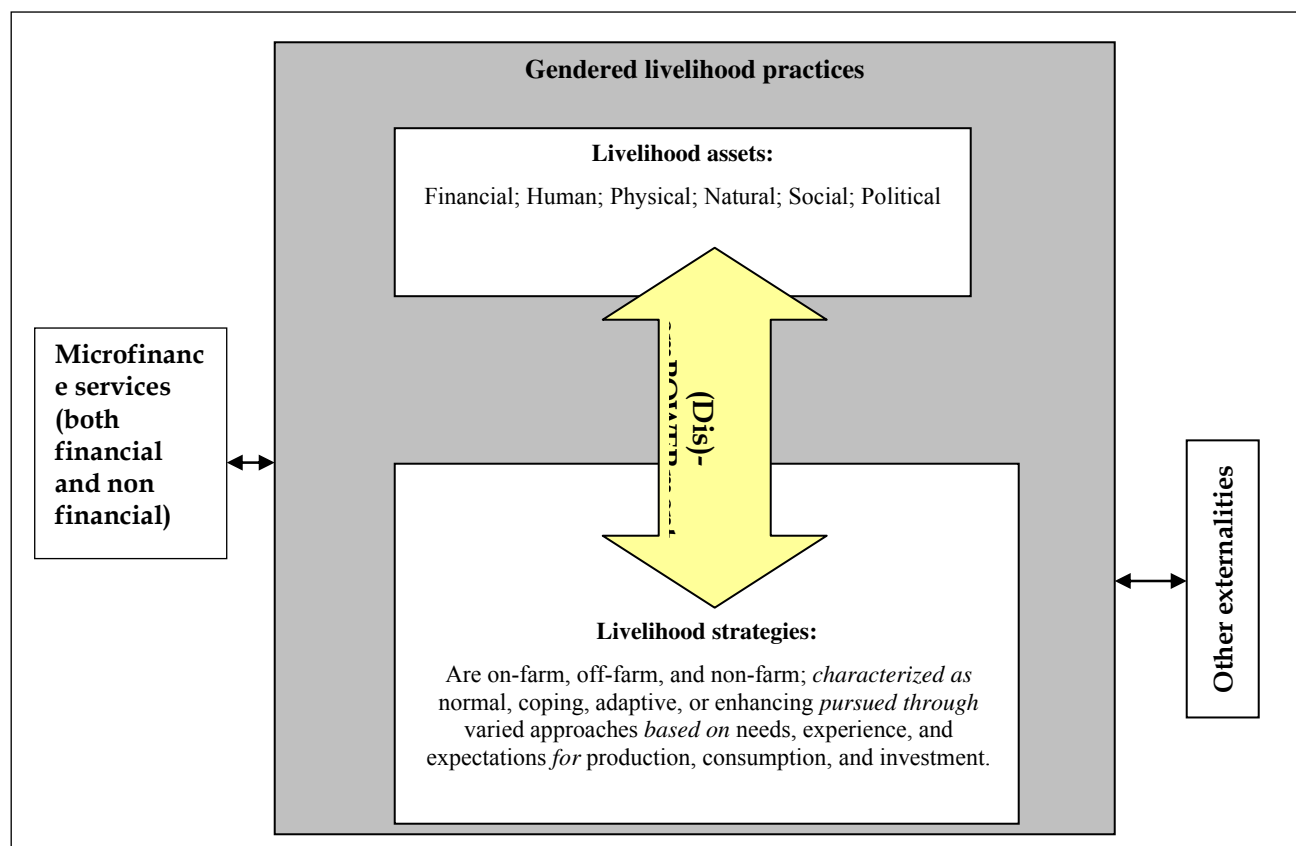 Gendered livelihood practices
Livelihood assets:
Financial; Human; Physical; Natural; Social; Political
Microfinanc
e services
(both
financial
and non
financial)
(Dis)-
Other externalities
Livelihood strategies:
Are on-farm, off-farm, and non-farm; characterized as
normal, coping, adaptive, or enhancing pursued through
varied approaches based on needs, experience, and
expectations for production, consumption, and investment.